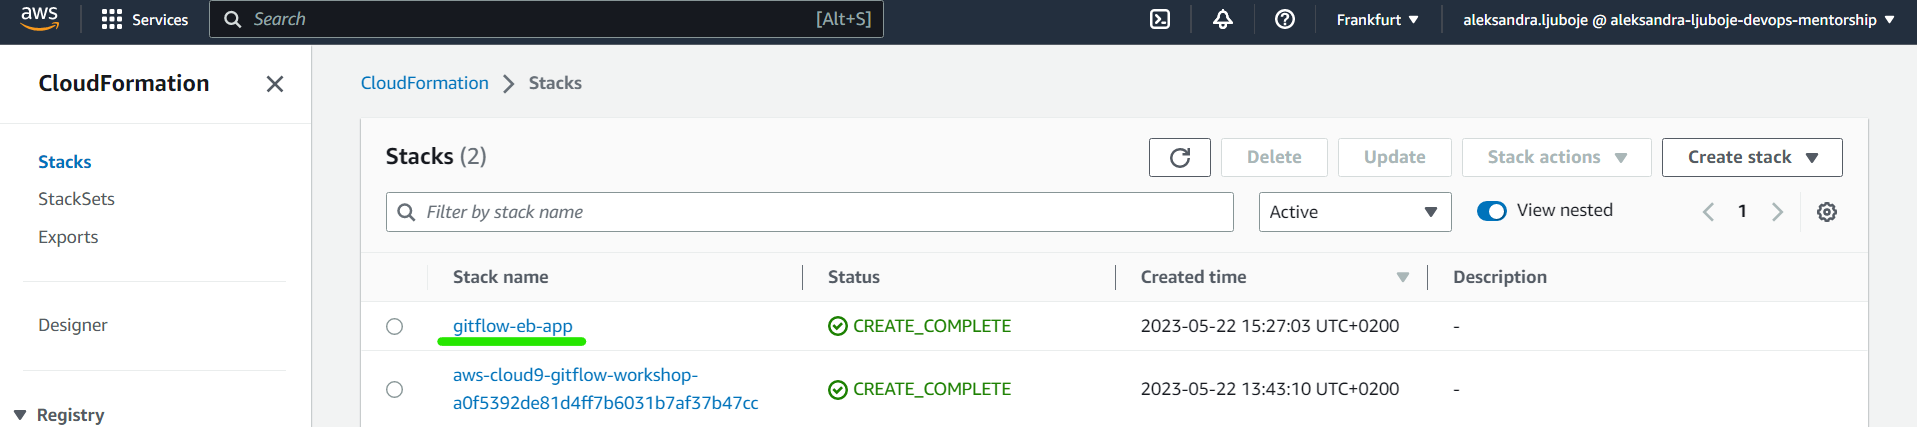 aws Services Search [Alt+S] Frankfurt aleksandra.ljuboje @ aleksandra-ljuboje-devops-mentorship
CloudFormation
Stacks
StackSets
Exports
Designer
Registry
CloudFormation Stacks
Stacks (2) Delete Update Stack actions Create stack
Filter by stack name Active View nested 1
Stack name Status Created time Description
gitflow-eb-app CREATE_COMPLETE 2023-05-22 15:27:03 UTC+0200 -
aws-cloud9-gitflow-workshop-
a0f5392de81d4ff7b6031b7af37b47cc CREATE_COMPLETE 2023-05-22 13:43:10 UTC+0200 -